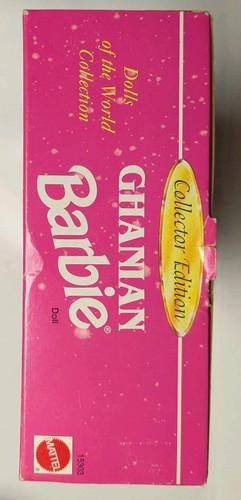 Collector Edition
Dolls
of the World
Collection
GHANIAN
Barbie®
Doll
MATTEL
®
15303